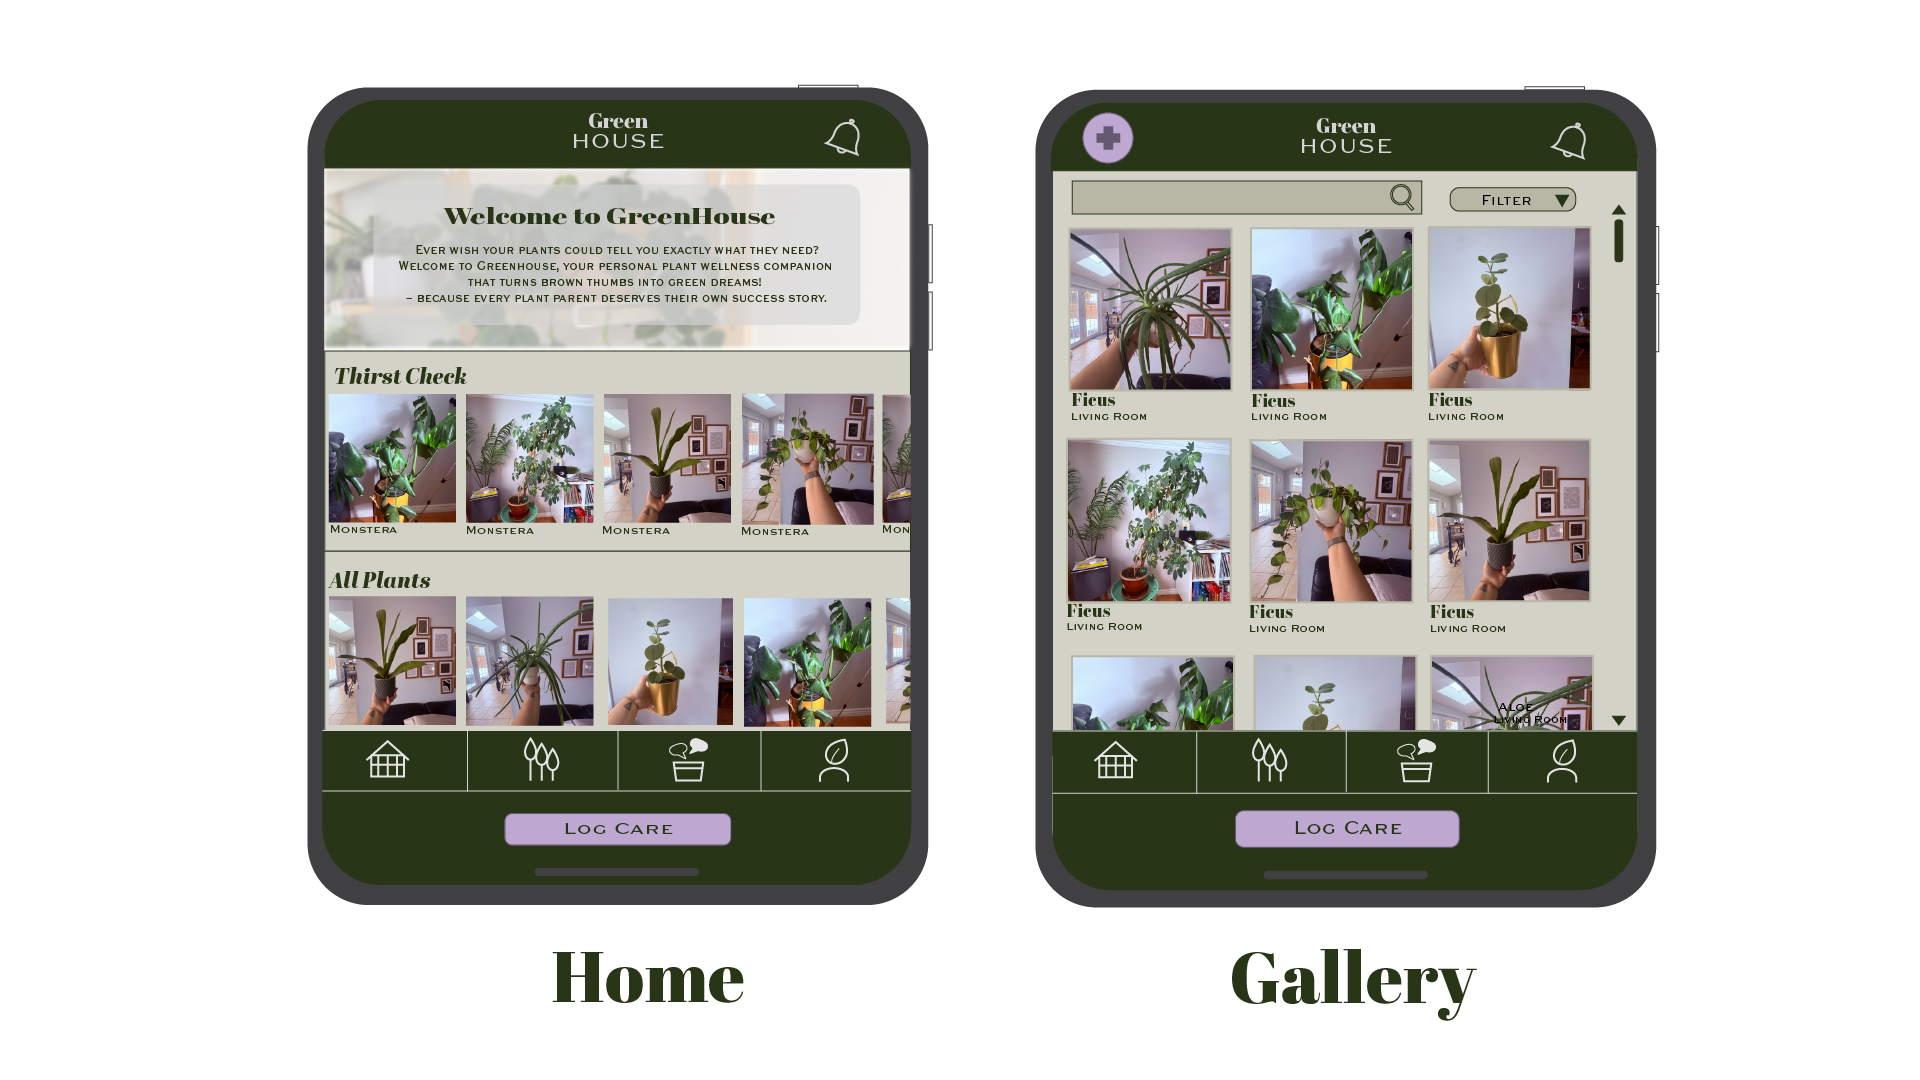 Green
HOUSE
Welcome to GreenHouse
Ever wish your plants could tell you exactly what they need?
Welcome to Greenhouse, your personal plant wellness companion
that turns brown thumbs into green dreams!
– because every plant parent deserves their own success story.
Thirst Check
Monstera
Monstera
Monstera
Monstera
Mon
All Plants
Log Care
Home
Green
HOUSE
Filter
Ficus
Living Room
Ficus
Living Room
Ficus
Living Room
Ficus
Living Room
Ficus
Living Room
Ficus
Living Room
Aloe
Living Room
Log Care
Gallery